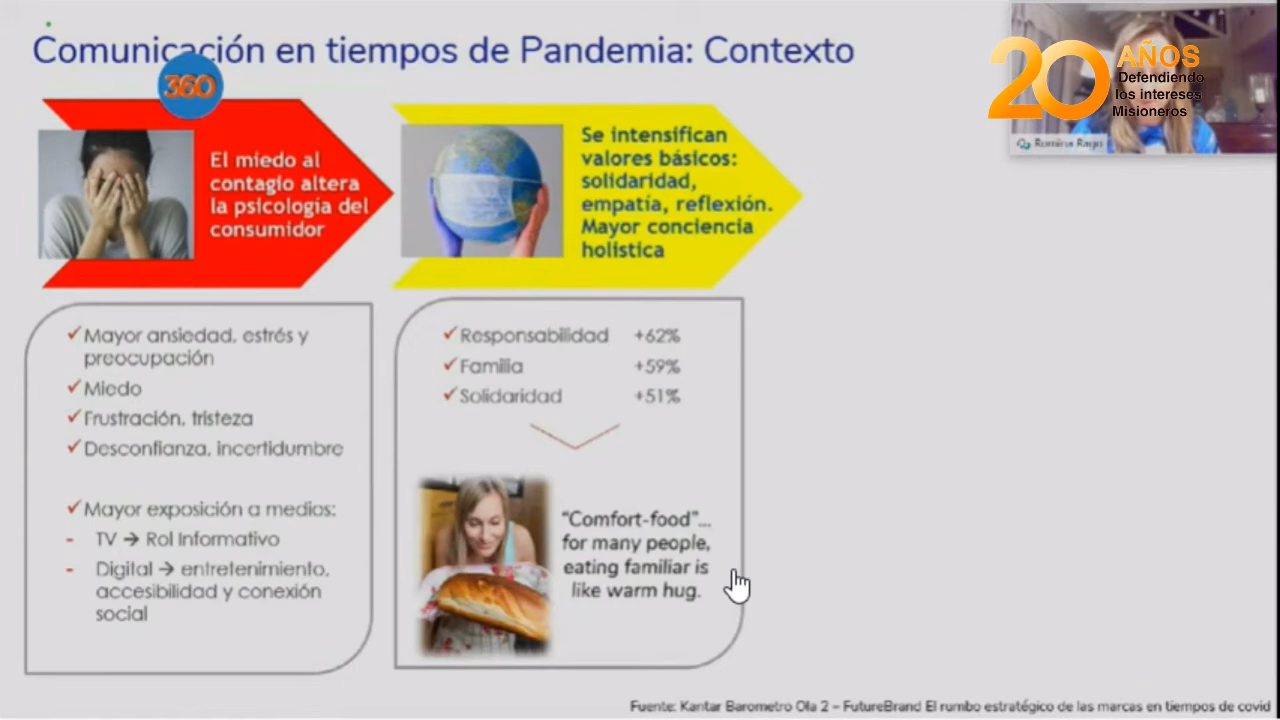 Comunicación en tiempos de Pandemia: Contexto
360
20 AÑOS
Defendiendo
los intereses
Misioneros
Romina Rago
El miedo al
contagio altera
la psicología del
consumidor
Se intensifican
valores básicos:
solidaridad,
empatía, reflexión.
Mayor conciencia
holistica
Mayor ansiedad, estrés y
preocupación
Miedo
Frustración, tristeza
Desconfianza, incertidumbre
Mayor exposición a medios:
- TV → Rol Informativo
- Digital → entretenimiento,
accesibilidad y conexión
social
Responsabilidad +62%
Familia +59%
Solidaridad +51%
“Comfort-food”...
for many people,
eating familiar is
like warm hug.
Fuente: Kantar Barometro Ola 2 – FutureBrand El rumbo estratégico de las marcas en tiempos de covid